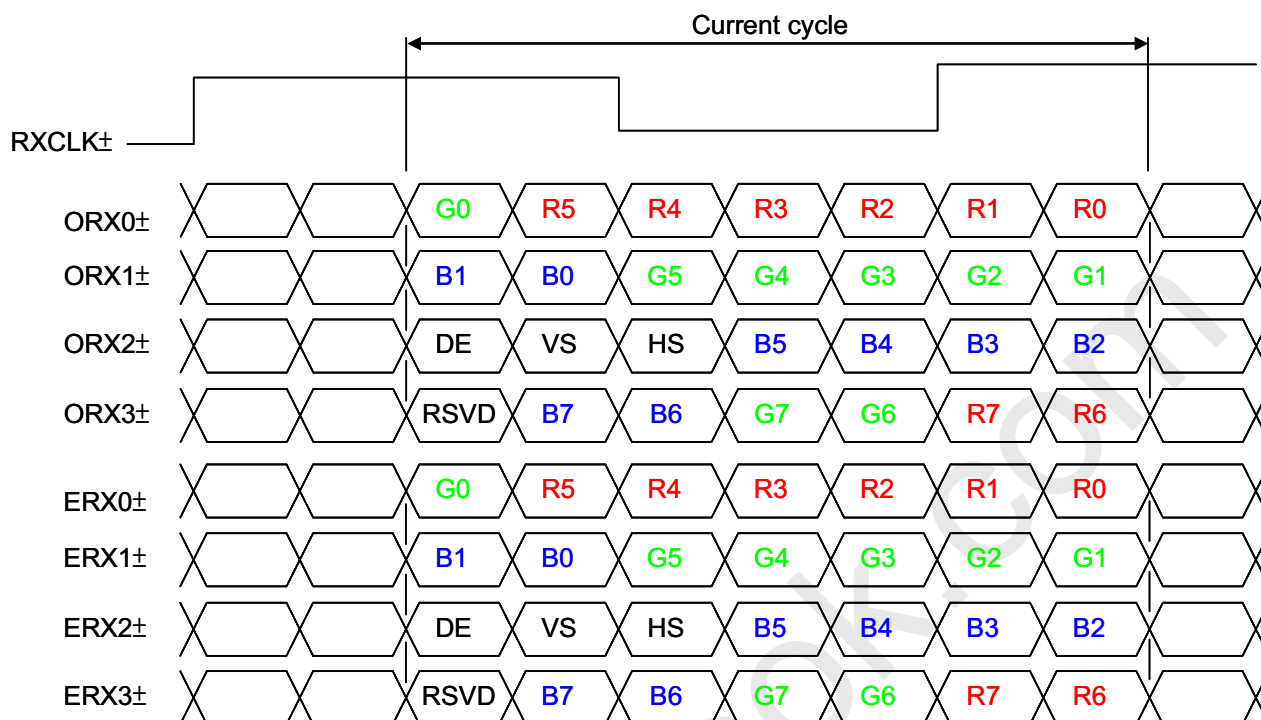 Current cycle
RXCLK±
ORX0± G0 R5 R4 R3 R2 R1 R0
ORX1± B1 B0 G5 G4 G3 G2 G1
ORX2± DE VS HS B5 B4 B3 B2
ORX3± RSVD B7 B6 G7 G6 R7 R6
ERX0± G0 R5 R4 R3 R2 R1 R0
ERX1± B1 B0 G5 G4 G3 G2 G1
ERX2± DE VS HS B5 B4 B3 B2
ERX3± RSVD B7 B6 G7 G6 R7 R6
ok.com